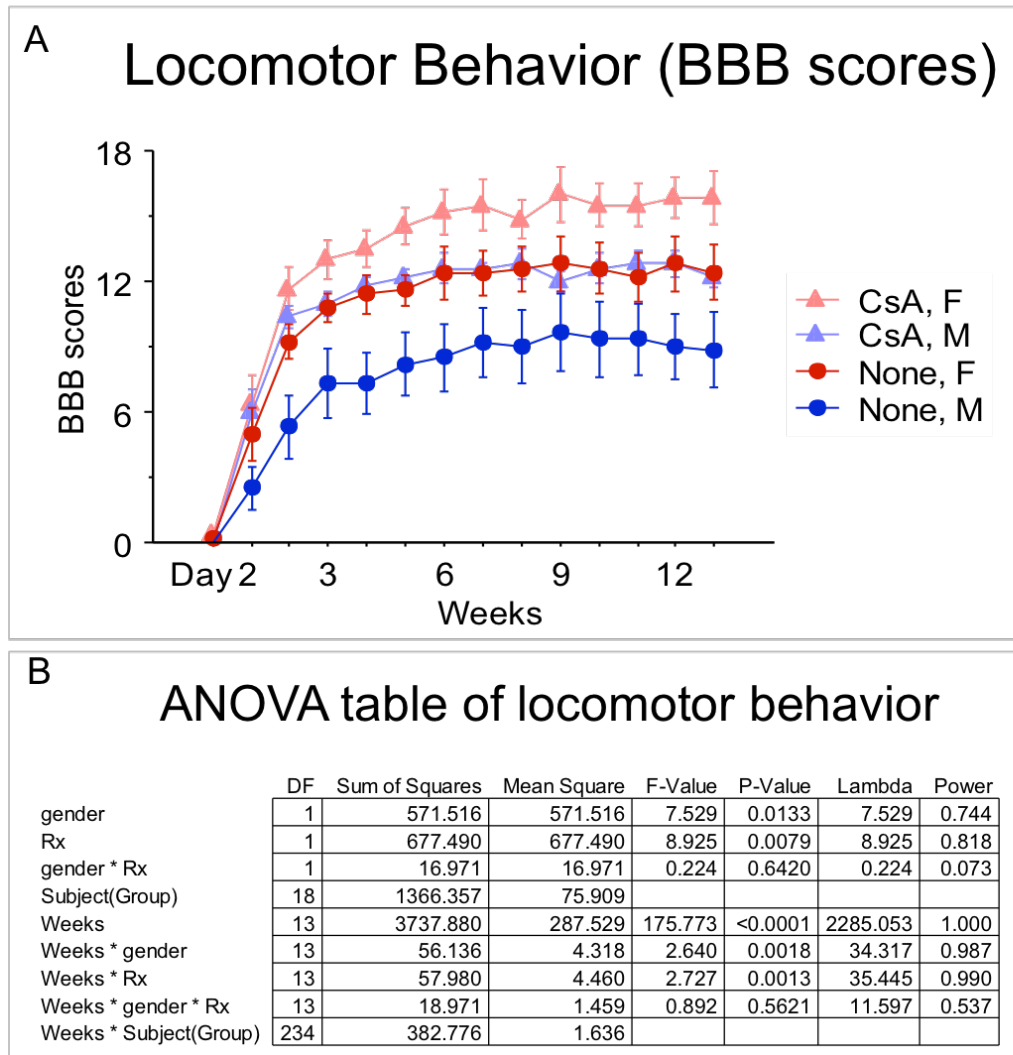 A
Locomotor Behavior (BBB scores)
18
12
6
0
BBB scores
Day 2 3 6 9 12
Weeks
CsA, F
CsA, M
None, F
None, M
B
ANOVA table of locomotor behavior
DF Sum of Squares Mean Square F-Value P-Value Lambda Power
gender 1 571.516 571.516 7.529 0.0133 7.529 0.744
Rx 1 677.490 677.490 8.925 0.0079 8.925 0.818
gender * Rx 1 16.971 16.971 0.224 0.6420 0.224 0.073
Subject(Group) 18 1366.357 75.909
Weeks 13 3737.880 287.529 175.773 <0.0001 2285.053 1.000
Weeks * gender 13 56.136 4.318 2.640 0.0018 34.317 0.987
Weeks * Rx 13 57.980 4.460 2.727 0.0013 35.445 0.990
Weeks * gender * Rx 13 18.971 1.459 0.892 0.5621 11.597 0.537
Weeks * Subject(Group) 234 382.776 1.636